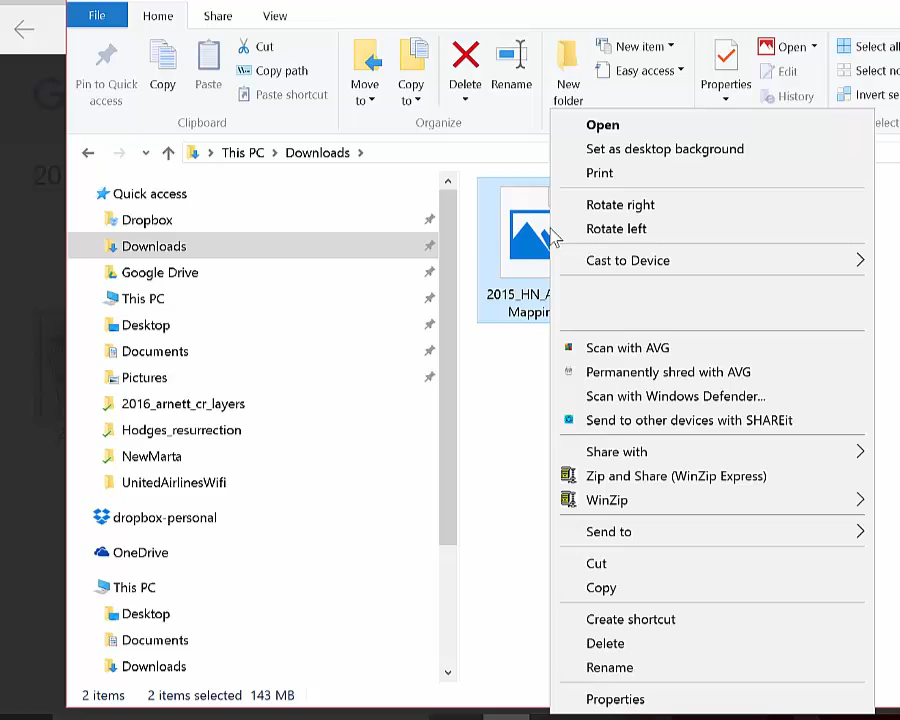 File Home Share View
Pin to Quick access
Copy
Paste
Cut
Copy path
Paste shortcut
Clipboard
Move to
Copy to
Delete
Rename
Organize
New folder
New item
Easy access
Properties
Open
Edit
History
Select all
Select no
Invert se
elect
This PC Downloads
Quick access
Dropbox
Downloads
Google Drive
This PC
Desktop
Documents
Pictures
2016_arnett_cr_layers
Hodges_resurrection
NewMarta
UnitedAirlinesWifi
dropbox-personal
OneDrive
This PC
Desktop
Documents
Downloads
2 items 2 items selected 143 MB
20
2015_HN_A
Mappin
Open
Set as desktop background
Print
Rotate right
Rotate left
Cast to Device
Scan with AVG
Permanently shred with AVG
Scan with Windows Defender...
Send to other devices with SHAREit
Share with
Zip and Share (WinZip Express)
WinZip
Send to
Cut
Copy
Create shortcut
Delete
Rename
Properties